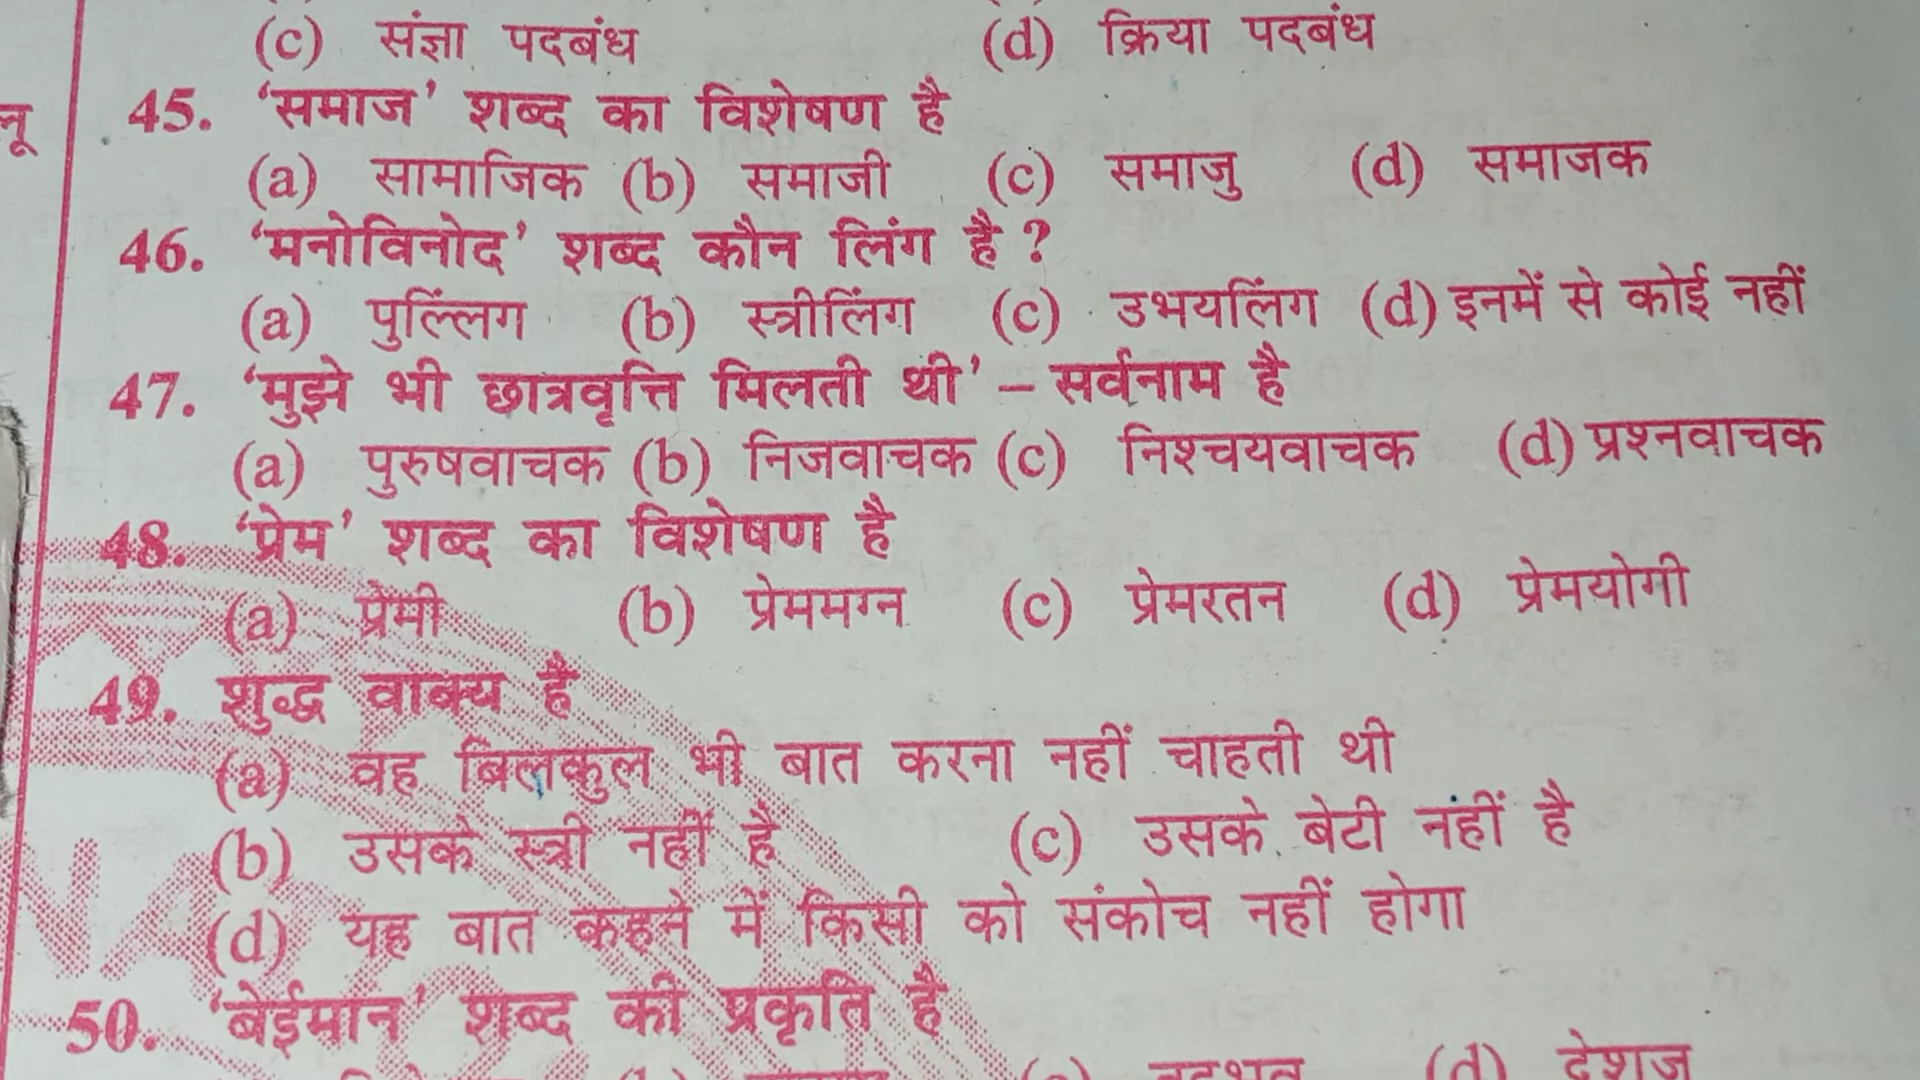 (c) संज्ञा पदबंध (d) क्रिया पदबंध
नू
45. ‘समाज’ शब्द का विशेषण है
(a) सामाजिक (b) समाजी (c) समाजु (d) समाजक
46. ‘मनोविनोद’ शब्द कौन लिंग है ?
(a) पुल्लिंग (b) स्त्रीलिंग (c) उभयलिंग (d) इनमें से कोई नहीं
47. ‘मुझे भी छात्रवृत्ति मिलती थी’ – सर्वनाम है
(a) पुरुषवाचक (b) निजवाचक (c) निश्चयवाचक (d) प्रश्नवाचक
48. ‘प्रेम’ शब्द का विशेषण है
(a) प्रेमी (b) प्रेममग्न (c) प्रेमरतन (d) प्रेमयोगी
49. शुद्ध वाक्य है
(a) वह बिलकुल भी बात करना नहीं चाहती थी
(b) उसके स्त्री नहीं है (c) उसके बेटी नहीं है
(d) यह बात कहने में किसी को संकोच नहीं होगा
50. ‘बेईमान’ शब्द की प्रकृति है
(d) देशज